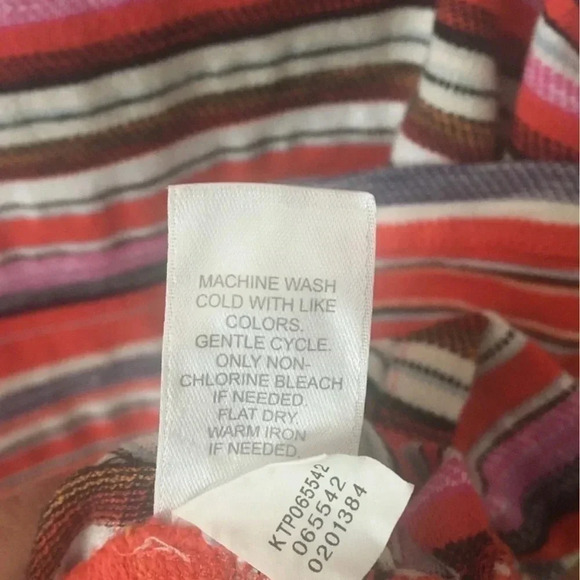 MACHINE WASH
COLD WITH LIKE
COLORS.
GENTLE CYCLE.
ONLY NON-
CHLORINE BLEACH
IF NEEDED.
FLAT DRY.
WARM IRON
IF NEEDED.
KTP065542
065542
0201384